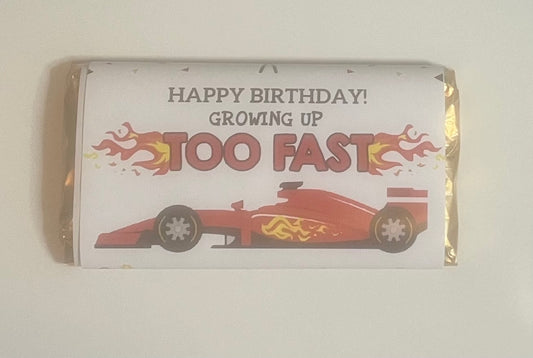 HAPPY BIRTHDAY!
GROWING UP
TOO FAST